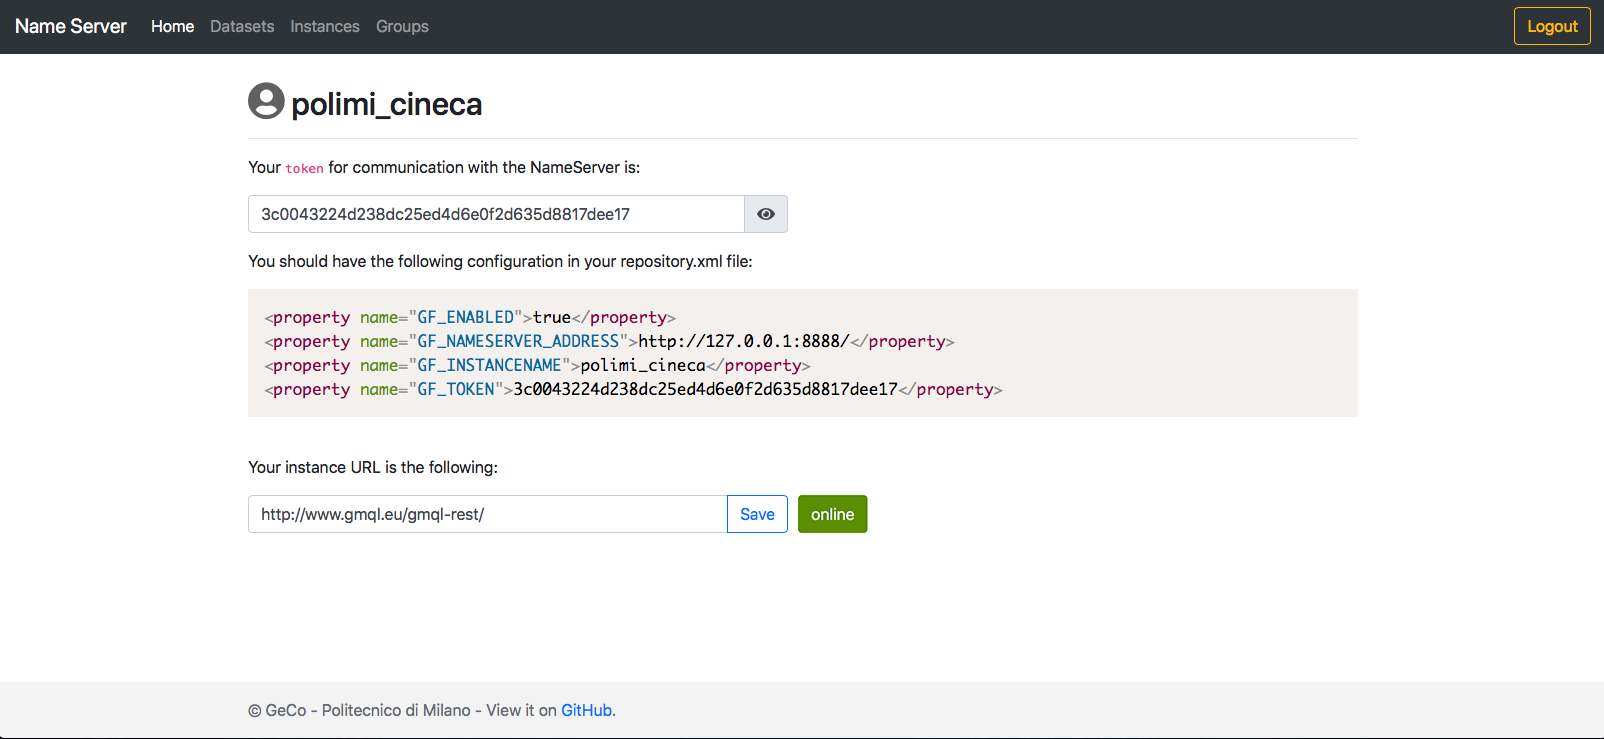 Name Server Home Datasets Instances Groups Logout
polimi_cineca
Your token for communication with the NameServer is:
3c0043224d238dc25ed4d6e0f2d635d8817dee17
You should have the following configuration in your repository.xml file:
<property name="GF_ENABLED">true</property>
<property name="GF_NAMESERVER_ADDRESS">http://127.0.0.1:8888/</property>
<property name="GF_INSTANCENAME">polimi_cineca</property>
<property name="GF_TOKEN">3c0043224d238dc25ed4d6e0f2d635d8817dee17</property>
Your instance URL is the following:
http://www.gmql.eu/gmql-rest/ Save online
© GeCo - Politecnico di Milano - View it on GitHub.